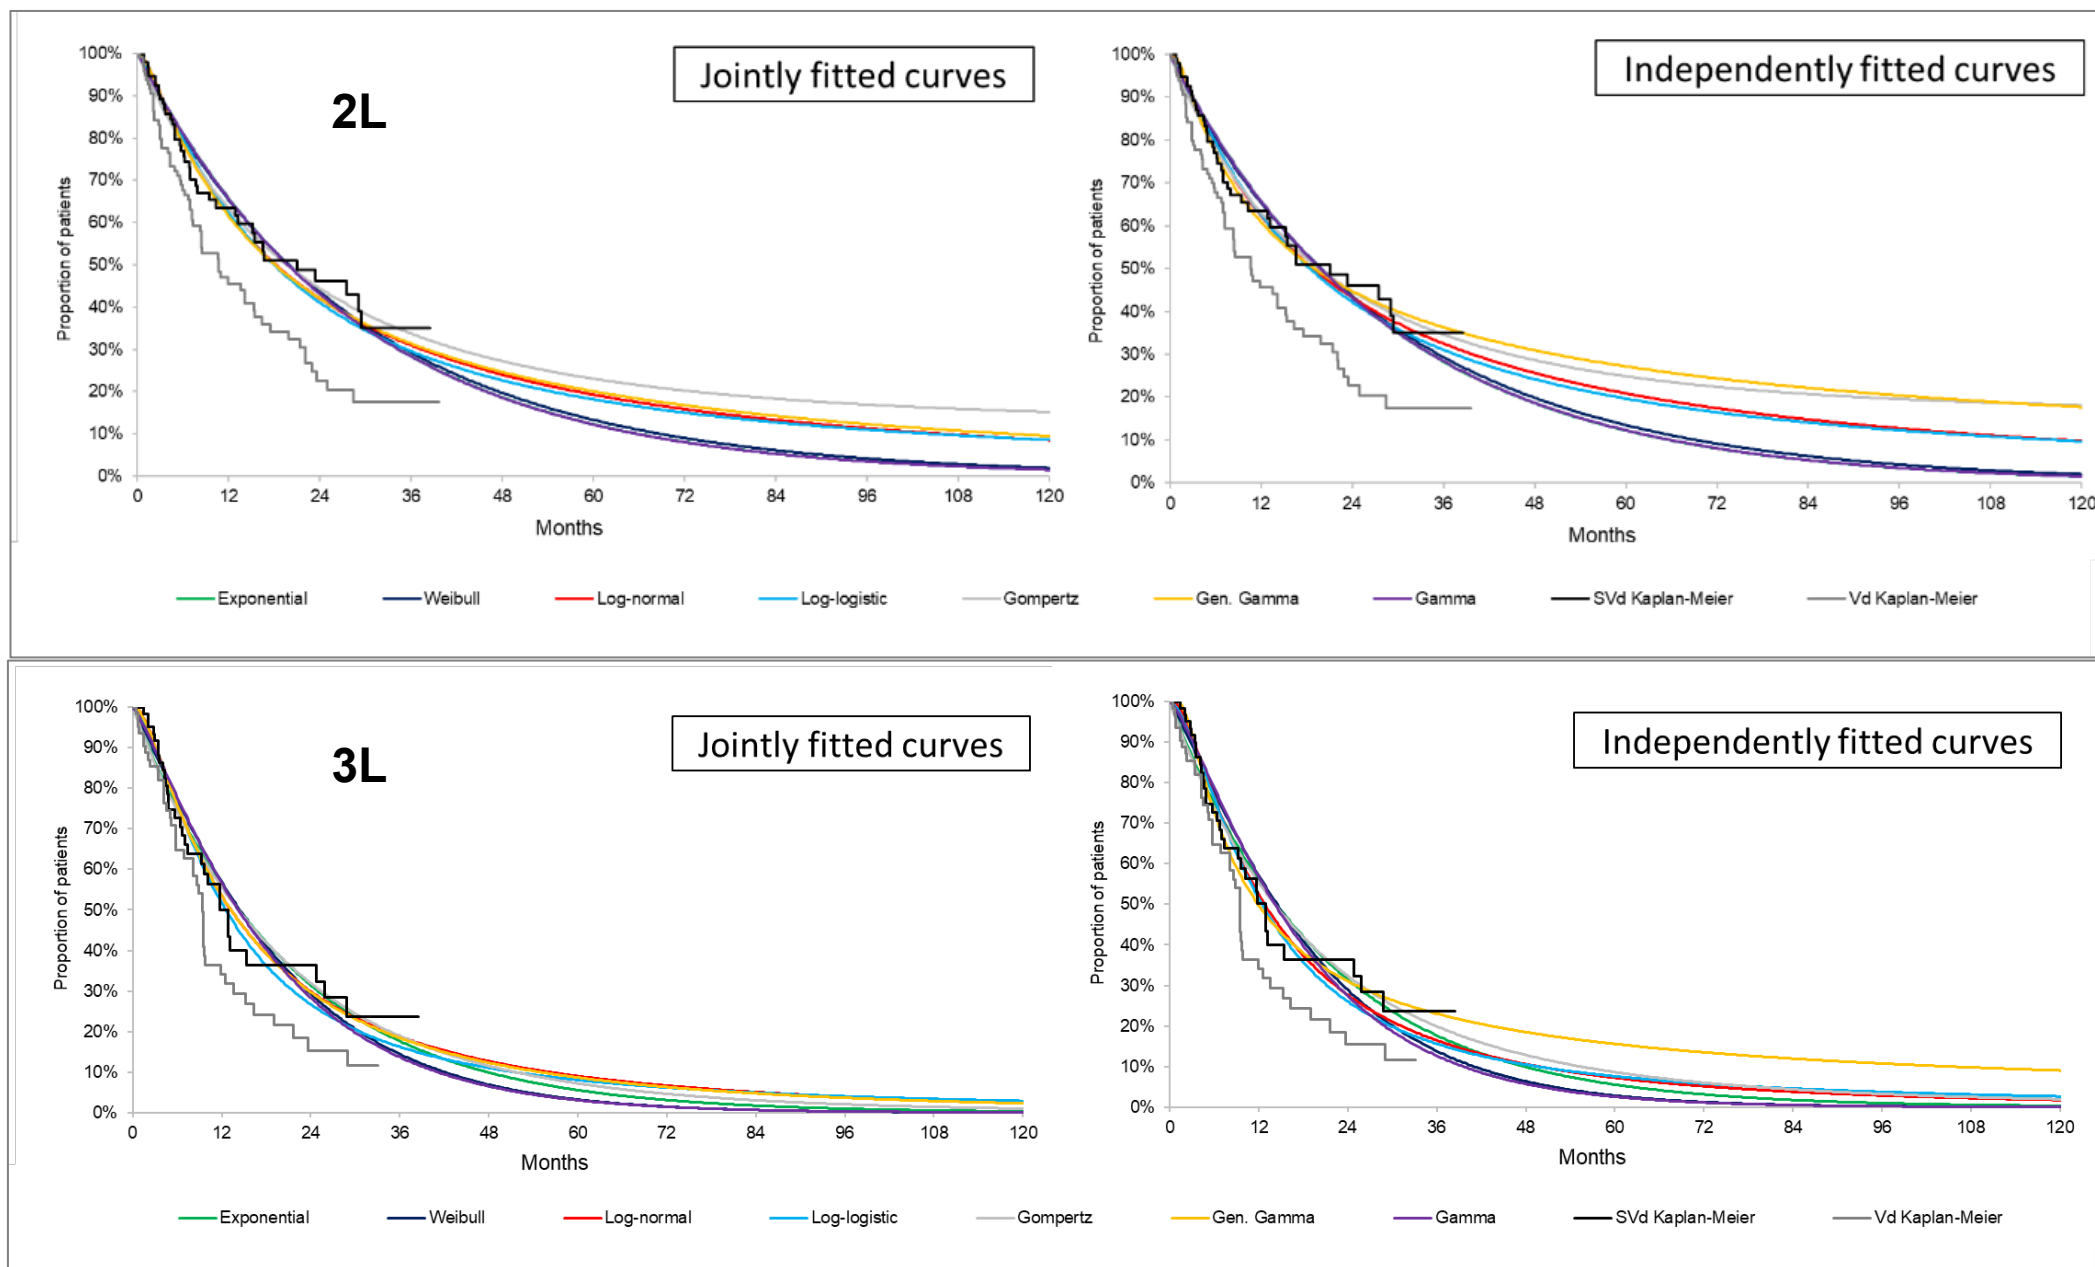 Jointly fitted curves
2L
100%
90%
80%
70%
60%
50%
40%
30%
20%
10%
0%
Proportion of patients
0 12 24 36 48 60 72 84 96 108 120
Months
Independently fitted curves
100%
90%
80%
70%
60%
50%
40%
30%
20%
10%
0%
Proportion of patients
0 12 24 36 48 60 72 84 96 108 120
Months
Exponential Weibull Log-normal Log-logistic Gompertz Gen. Gamma Gamma SVd Kaplan-Meier Vd Kaplan-Meier
Jointly fitted curves
3L
100%
90%
80%
70%
60%
50%
40%
30%
20%
10%
0%
Proportion of patients
0 12 24 36 48 60 72 84 96 108 120
Months
Independently fitted curves
100%
90%
80%
70%
60%
50%
40%
30%
20%
10%
0%
Proportion of patients
0 12 24 36 48 60 72 84 96 108 120
Months
Exponential Weibull Log-normal Log-logistic Gompertz Gen. Gamma Gamma SVd Kaplan-Meier Vd Kaplan-Meier